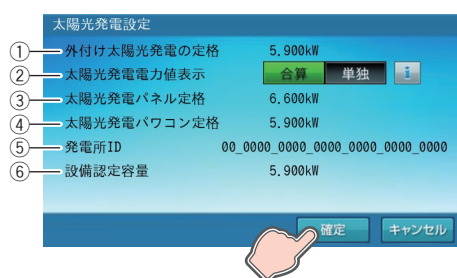 太陽光発電設定
① 外付け太陽光発電の定格 5.900kW
② 太陽光発電電力値表示 合算 単独 i
③ 太陽光発電パネル定格 6.600kW
④ 太陽光発電パワコン定格 5.900kW
⑤ 発電所ID 00_0000_0000_0000_0000_0000_0000
⑥ 設備認定容量 5.900kW
確定 キャンセル